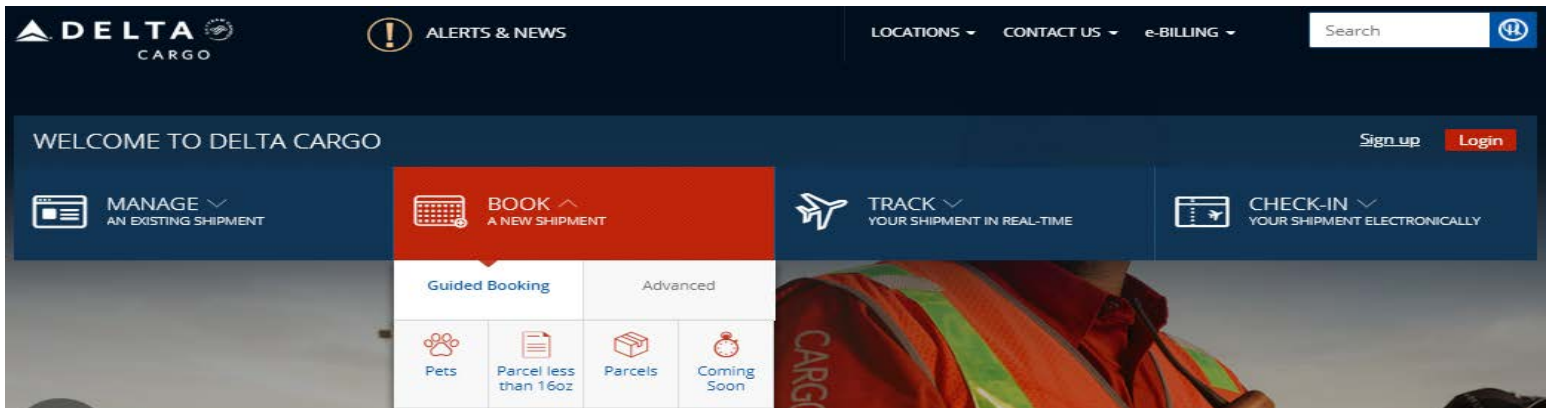 DELTA
CARGO
ALERTS & NEWS
LOCATIONS
CONTACT US
e-BILLING
Search
WELCOME TO DELTA CARGO
Sign up
Login
MANAGE
AN EXISTING SHIPMENT
BOOK
A NEW SHIPMENT
TRACK
YOUR SHIPMENT IN REAL-TIME
CHECK-IN
YOUR SHIPMENT ELECTRONICALLY
Guided Booking
Advanced
Pets
Parcel less
than 16oz
Parcels
Coming
Soon
CARGO